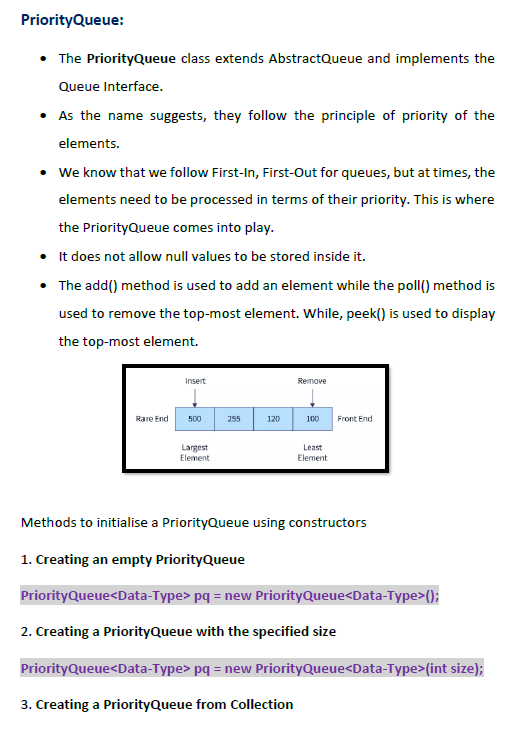 PriorityQueue:
• The PriorityQueue class extends AbstractQueue and implements the
Queue Interface.
• As the name suggests, they follow the principle of priority of the
elements.
• We know that we follow First-In, First-Out for queues, but at times, the
elements need to be processed in terms of their priority. This is where
the PriorityQueue comes into play.
• It does not allow null values to be stored inside it.
• The add() method is used to add an element while the poll() method is
used to remove the top-most element. While, peek() is used to display
the top-most element.
Insert Remove
Rare End 500 255 120 100 Front End
Largest Least
Element Element
Methods to initialise a PriorityQueue using constructors
1. Creating an empty PriorityQueue
PriorityQueue<Data-Type> pq = new PriorityQueue<Data-Type>();
2. Creating a PriorityQueue with the specified size
PriorityQueue<Data-Type> pq = new PriorityQueue<Data-Type>(int size);
3. Creating a PriorityQueue from Collection